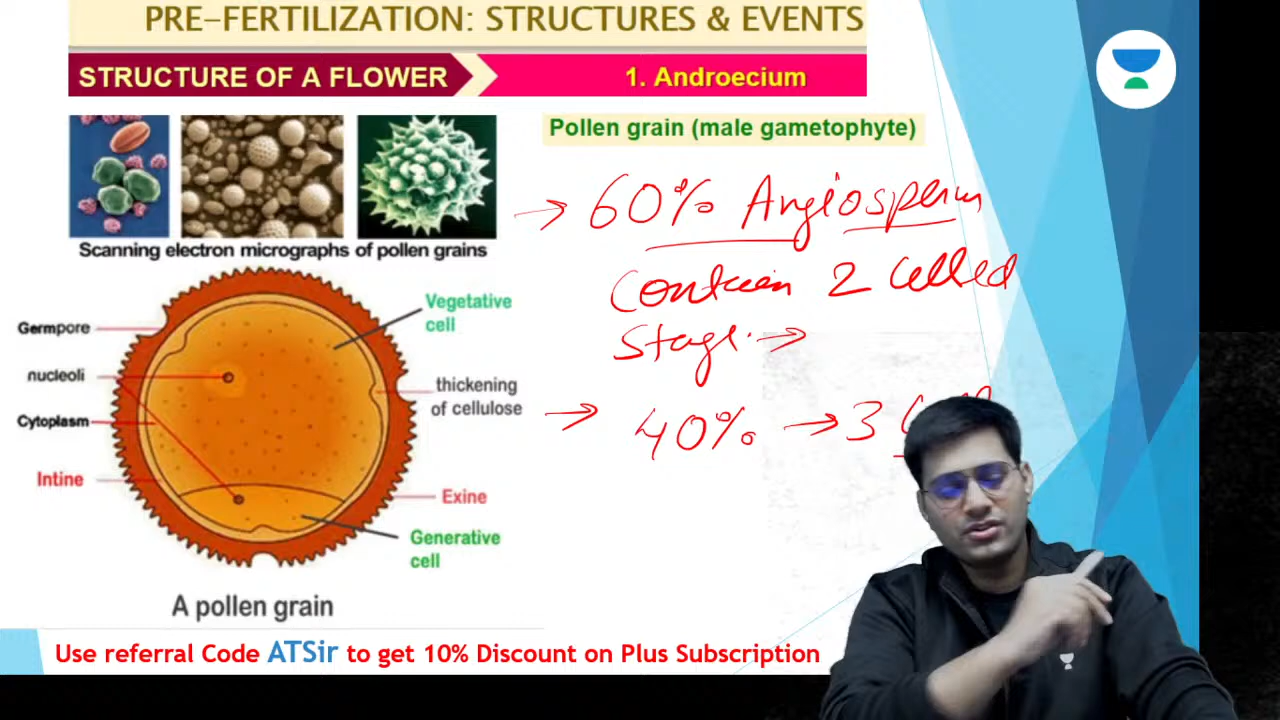 PRE-FERTILIZATION: STRUCTURES & EVENTS
STRUCTURE OF A FLOWER
1. Androecium
Pollen grain (male gametophyte)
→ 60% Angiosperm
Contain 2 Celled
Stage. →
→ 40% → 3
Scanning electron micrographs of pollen grains
Vegetative
cell
Germpore
nucleoli
thickening
of cellulose
Cytoplasm
Intine
Exine
Generative
cell
A pollen grain
Use referral Code ATSir to get 10% Discount on Plus Subscription